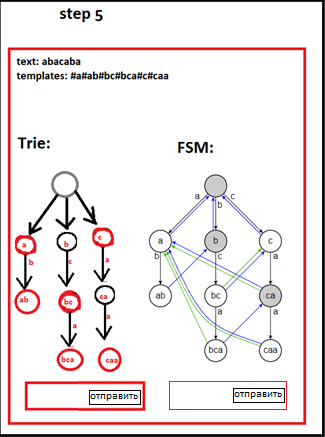 step 5
text: abacaba
templates: #a#ab#bc#bca#c#caa
Trie:
FSM:
a b c
a b c
b c a
ab bc ca
a a
bca caa
a b c
a b c
b c a
ab bc ca
a a
bca caa
отправить
отправить